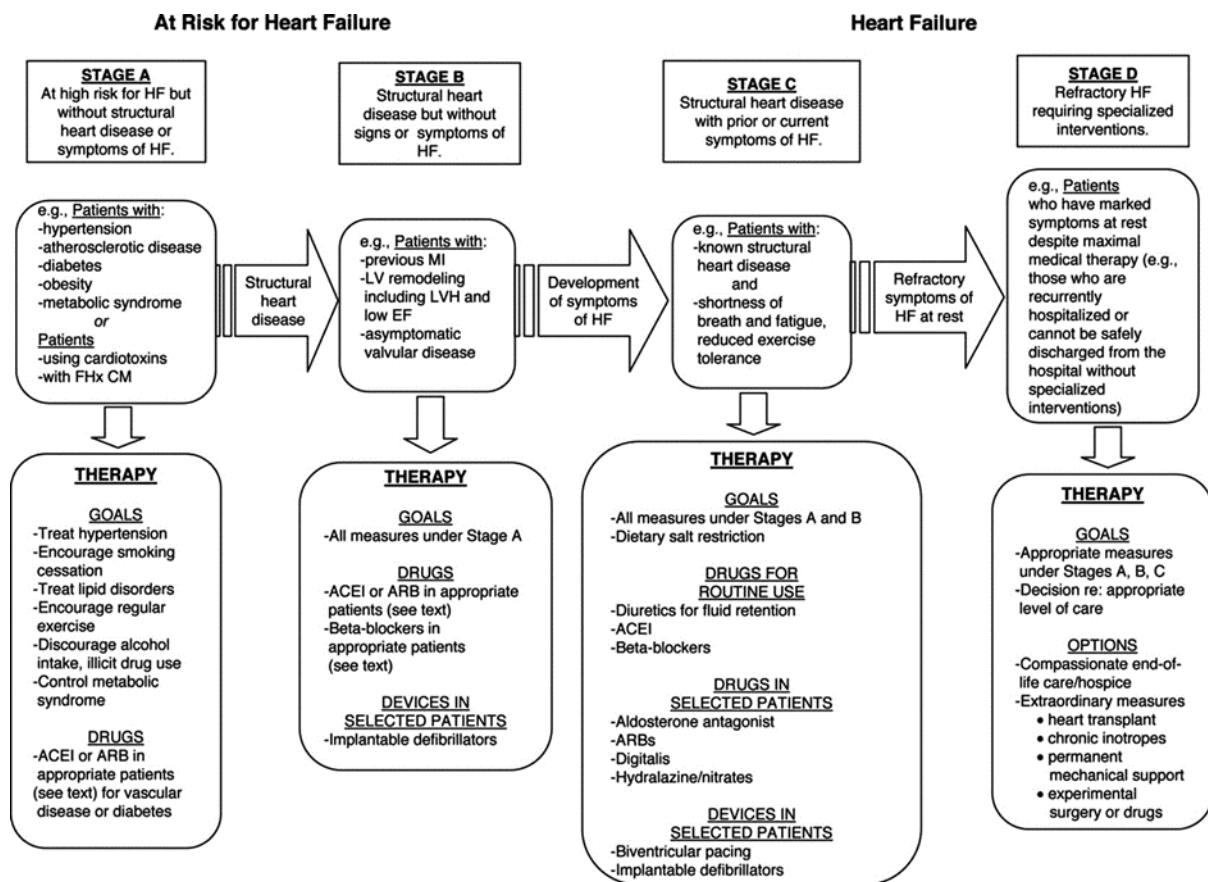 At Risk for Heart Failure
Heart Failure
STAGE A
At high risk for HF but
without structural
heart disease or
symptoms of HF.
STAGE B
Structural heart
disease but without
signs or symptoms of
HF.
STAGE C
Structural heart disease
with prior or current
symptoms of HF.
STAGE D
Refractory HF
requiring specialized
interventions.
e.g., Patients with:
-hypertension
-atherosclerotic disease
-diabetes
-obesity
-metabolic syndrome
or
Patients
-using cardiotoxins
-with FHx CM
Structural
heart
disease
e.g., Patients with:
-previous MI
-LV remodeling
including LVH and
low EF
-asymptomatic
valvular disease
Development
of symptoms
of HF
e.g., Patients with:
-known structural
heart disease
and
-shortness of
breath and fatigue,
reduced exercise
tolerance
Refractory
symptoms of
HF at rest
e.g., Patients
who have marked
symptoms at rest
despite maximal
medical therapy (e.g.,
those who are
recurrently
hospitalized or
cannot be safely
discharged from the
hospital without
specialized
interventions)
THERAPY
GOALS
-Treat hypertension
-Encourage smoking
cessation
-Treat lipid disorders
-Encourage regular
exercise
-Discourage alcohol
intake, illicit drug use
-Control metabolic
syndrome
DRUGS
-ACEI or ARB in
appropriate patients
(see text) for vascular
disease or diabetes
THERAPY
GOALS
-All measures under Stage A
DRUGS
-ACEI or ARB in appropriate
patients (see text)
-Beta-blockers in
appropriate patients
(see text)
DEVICES IN
SELECTED PATIENTS
-Implantable defibrillators
THERAPY
GOALS
-All measures under Stages A and B
-Dietary salt restriction
DRUGS FOR
ROUTINE USE
-Diuretics for fluid retention
-ACEI
-Beta-blockers
DRUGS IN
SELECTED PATIENTS
-Aldosterone antagonist
-ARBs
-Digitalis
-Hydralazine/nitrates
DEVICES IN
SELECTED PATIENTS
-Biventricular pacing
-Implantable defibrillators
THERAPY
GOALS
-Appropriate measures
under Stages A, B, C
-Decision re: appropriate
level of care
OPTIONS
-Compassionate end-of-
life care/hospice
-Extraordinary measures
• heart transplant
• chronic inotropes
• permanent
mechanical support
• experimental
surgery or drugs